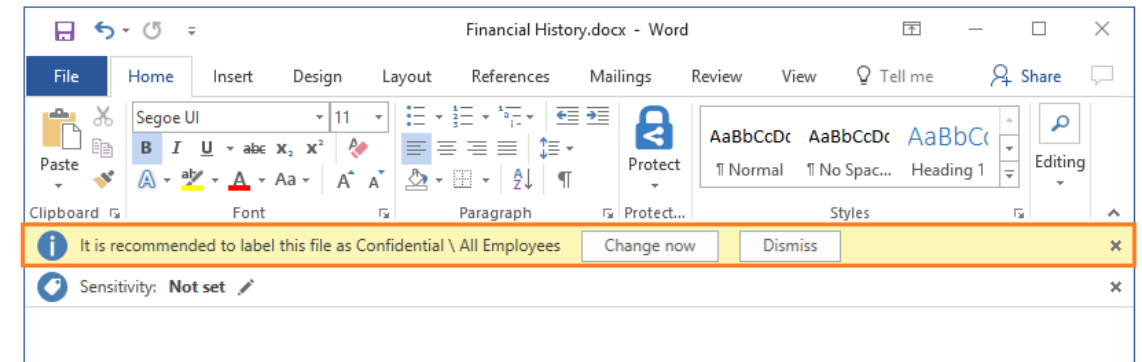 Financial History.docx - Word
File Home Insert Design Layout References Mailings Review View Tell me Share
Segoe UI 11
B I U abc x₂ x²
A aby A Aa A A
Paste
Protect
AaBbCcDc AaBbCcDc AaBbC
¶ Normal ¶ No Spac... Heading 1
Editing
Clipboard Font Paragraph Protect... Styles
It is recommended to label this file as Confidential \ All Employees Change now Dismiss
Sensitivity: Not set